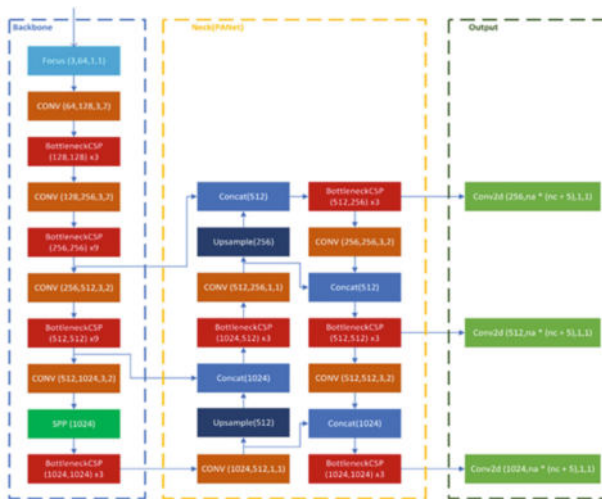 Backbone
Neck(PANet)
Output
Focus (3,64,1,1)
CONV (64,128,3,2)
BottleneckCSP
(128,128) x3
CONV (128,256,3,2)
BottleneckCSP
(256,256) x9
CONV (256,512,3,2)
BottleneckCSP
(512,512) x9
CONV (512,1024,3,2)
SPP (1024)
BottleneckCSP
(1024,1024) x3
Concat(512)
Upsample(256)
CONV (512,256,1,1)
BottleneckCSP
(1024,512) x3
Concat(1024)
Upsample(512)
CONV (1024,512,1,1)
BottleneckCSP
(512,256) x3
CONV (256,256,3,2)
Concat(512)
BottleneckCSP
(512,512) x3
CONV (512,512,3,2)
Concat(1024)
BottleneckCSP
(1024,1024) x3
Conv2d (256,na * (nc + 5),1,1)
Conv2d (512,na * (nc + 5),1,1)
Conv2d (1024,na * (nc + 5),1,1)